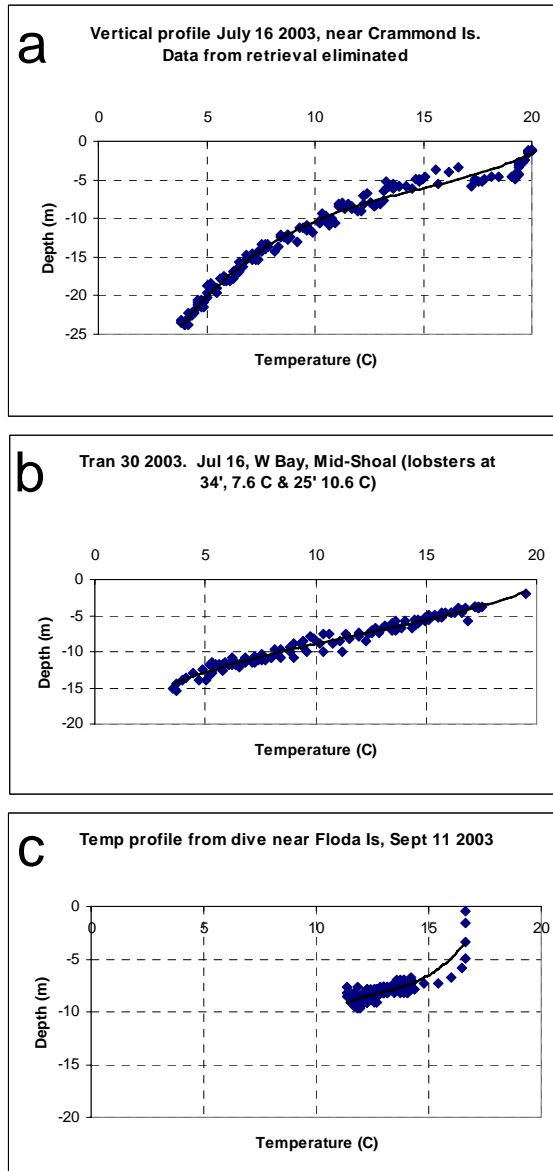 a
Vertical profile July 16 2003, near Crammond Is.
Data from retrieval eliminated
0 5 10 15 20
0
-5
-10
-15
-20
-25
Depth (m)
Temperature (C)
b
Tran 30 2003. Jul 16, W Bay, Mid-Shoal (lobsters at
34', 7.6 C & 25' 10.6 C)
0 5 10 15 20
0
-5
-10
-15
-20
Depth (m)
Temperature (C)
c
Temp profile from dive near Floda Is, Sept 11 2003
0 5 10 15 20
0
-5
-10
-15
-20
Depth (m)
Temperature (C)